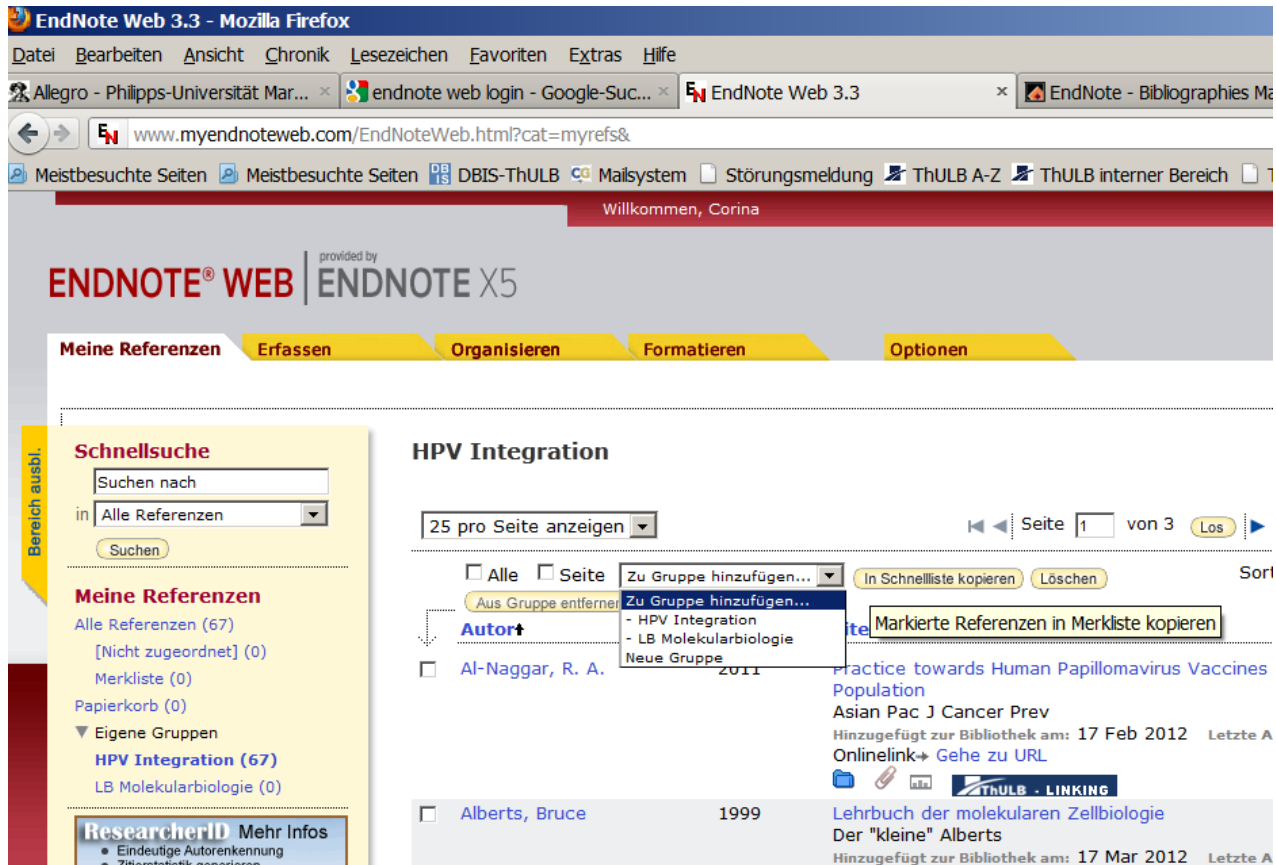 EndNote Web 3.3 - Mozilla Firefox
Datei Bearbeiten Ansicht Chronik Lesezeichen Favoriten Extras Hilfe
Allegro - Philipps-Universität Mar... endnote web login - Google-Suc... EndNote Web 3.3 EndNote - Bibliographies Ma
www.myendnoteweb.com/EndNoteWeb.html?cat=myrefs&
Meistbesuchte Seiten Meistbesuchte Seiten DBIS-ThULB Mailsystem Störungsmeldung ThULB A-Z ThULB interner Bereich T
Willkommen, Corina
ENDNOTE® WEB provided by ENDNOTE X5
Meine Referenzen Erfassen Organisieren Formatieren Optionen
Bereich ausbl.
Schnellsuche
Suchen nach
in Alle Referenzen
Suchen
Meine Referenzen
Alle Referenzen (67)
[Nicht zugeordnet] (0)
Merkliste (0)
Papierkorb (0)
Eigene Gruppen
HPV Integration (67)
LB Molekularbiologie (0)
ResearcherID Mehr Infos
Eindeutige Autorenkennung
Zitierstatistik generieren
HPV Integration
25 pro Seite anzeigen Seite 1 von 3 Los
Alle Seite Zu Gruppe hinzufügen... In Schnellliste kopieren Löschen Sort
Aus Gruppe entfernen
Zu Gruppe hinzufügen...
- HPV Integration
- LB Molekularbiologie
Neue Gruppe
Markierte Referenzen in Merkliste kopieren
Autor
Al-Naggar, R. A. 2011 Practice towards Human Papillomavirus Vaccines
Population
Asian Pac J Cancer Prev
Hinzugefügt zur Bibliothek am: 17 Feb 2012 Letzte A
Onlinelink Gehe zu URL
ThULB - LINKING
Alberts, Bruce 1999 Lehrbuch der molekularen Zellbiologie
Der "kleine" Alberts
Hinzugefügt zur Bibliothek am: 17 Mar 2012 Letzte A